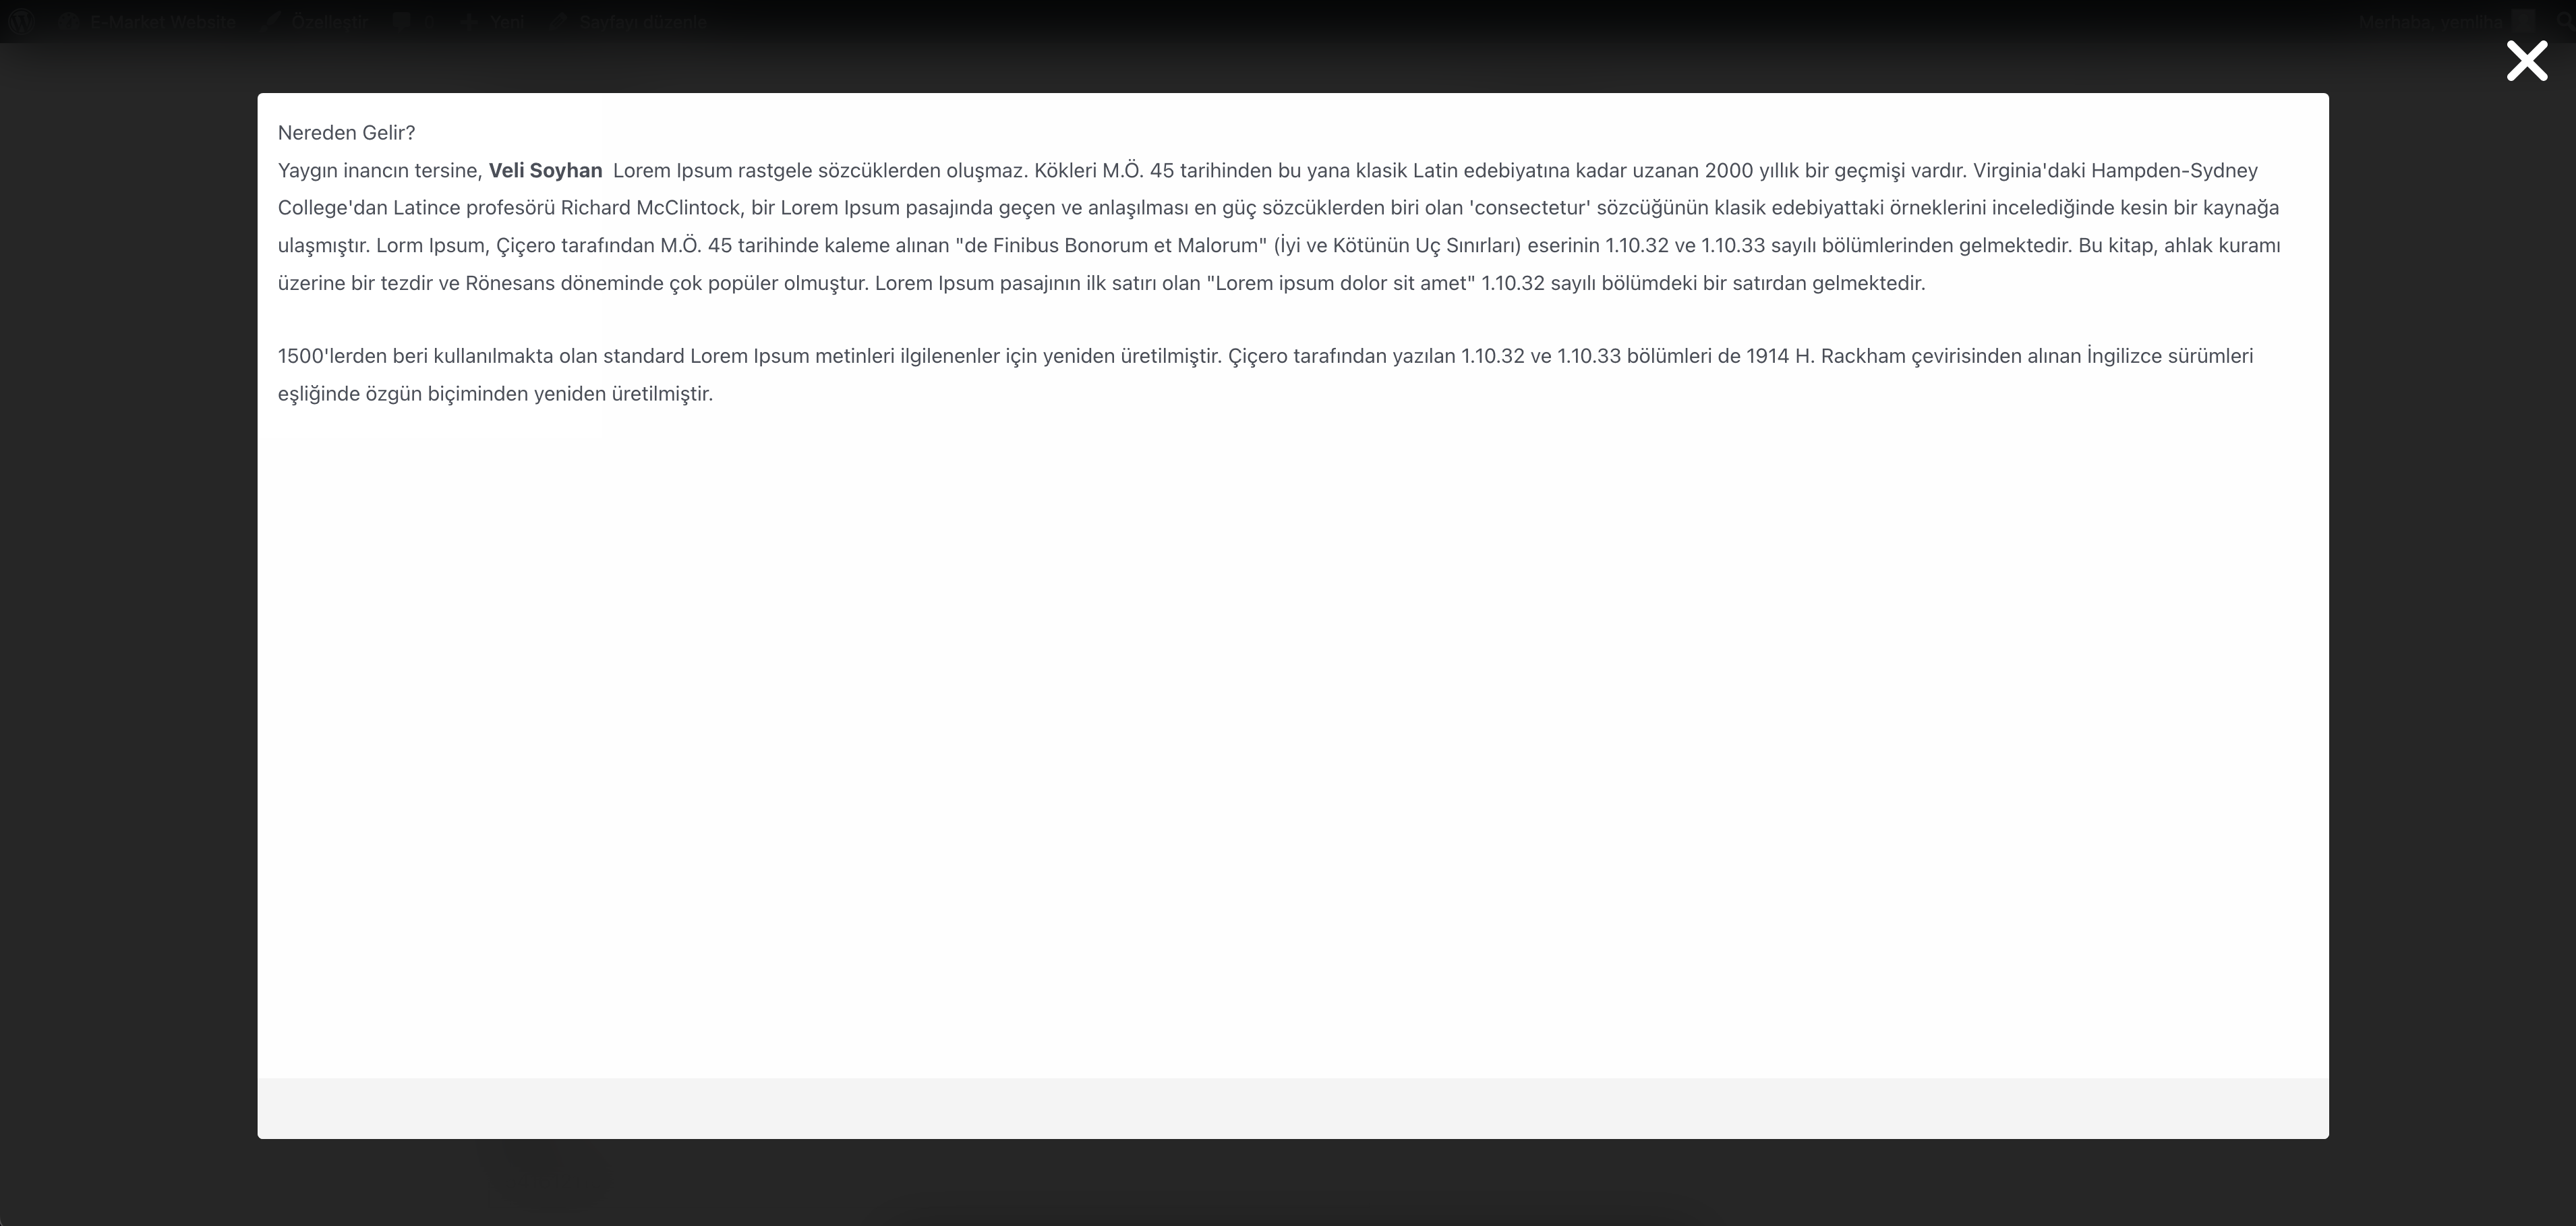 E-Market Website Özelleştir 0 Yeni Sayfayı düzenle Merhaba, yemliha
Nereden Gelir?
Yaygın inancın tersine, Veli Soyhan Lorem Ipsum rastgele sözcüklerden oluşmaz. Kökleri M.Ö. 45 tarihinden bu yana klasik Latin edebiyatına kadar uzanan 2000 yıllık bir geçmişi vardır. Virginia'daki Hampden-Sydney
College'dan Latince profesörü Richard McClintock, bir Lorem Ipsum pasajında geçen ve anlaşılması en güç sözcüklerden biri olan 'consectetur' sözcüğünün klasik edebiyattaki örneklerini incelediğinde kesin bir kaynağa
ulaşmıştır. Lorm Ipsum, Çiçero tarafından M.Ö. 45 tarihinde kaleme alınan "de Finibus Bonorum et Malorum" (İyi ve Kötünün Uç Sınırları) eserinin 1.10.32 ve 1.10.33 sayılı bölümlerinden gelmektedir. Bu kitap, ahlak kuramı
üzerine bir tezdir ve Rönesans döneminde çok popüler olmuştur. Lorem Ipsum pasajının ilk satırı olan "Lorem ipsum dolor sit amet" 1.10.32 sayılı bölümdeki bir satırdan gelmektedir.
1500'lerden beri kullanılmakta olan standard Lorem Ipsum metinleri ilgilenenler için yeniden üretilmiştir. Çiçero tarafından yazılan 1.10.32 ve 1.10.33 bölümleri de 1914 H. Rackham çevirisinden alınan İngilizce sürümleri
eşliğinde özgün biçiminden yeniden üretilmiştir.